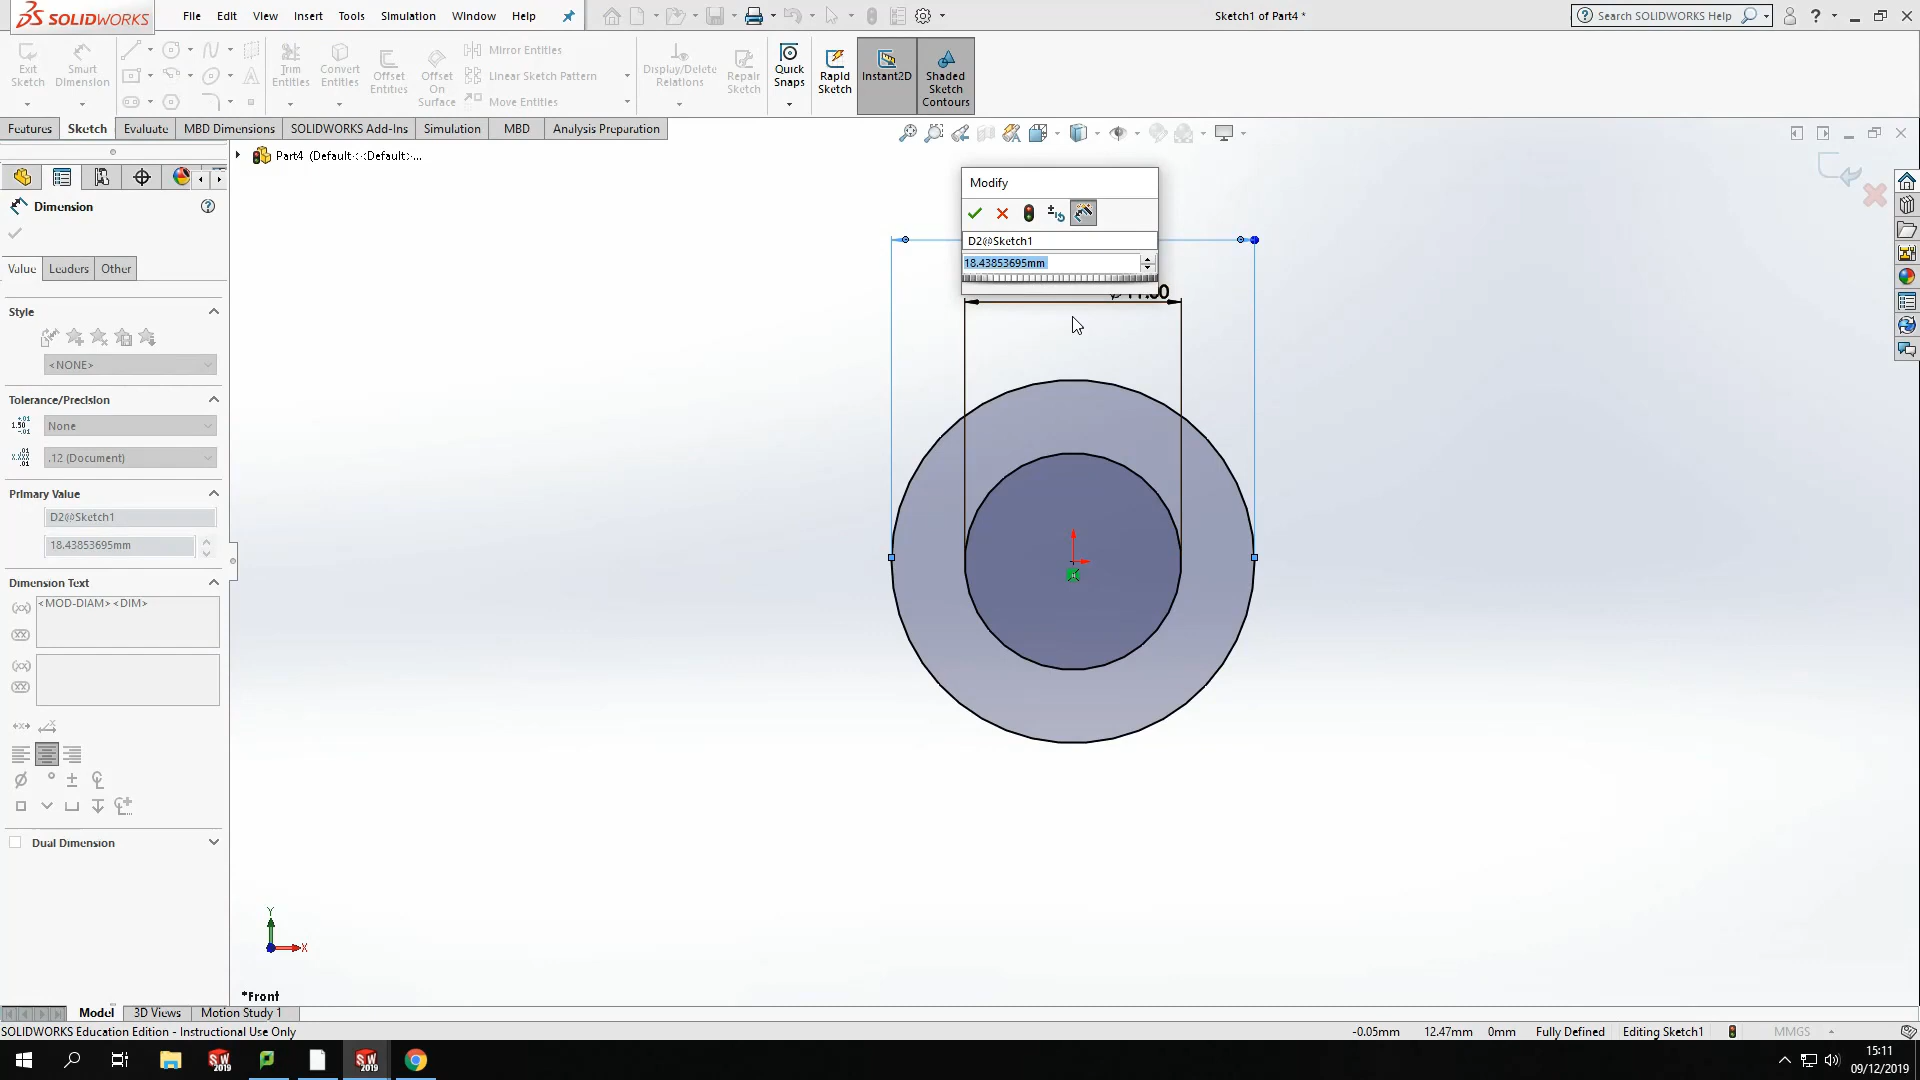 SOLIDWORKS
File Edit View Insert Tools Simulation Window Help
Sketch1 of Part4 *
Search SOLIDWORKS Help
Exit Sketch
Smart Dimension
Trim Entities
Convert Entities
Offset Entities
Offset On Surface
Mirror Entities
Linear Sketch Pattern
Move Entities
Display/Delete Relations
Repair Sketch
Quick Snaps
Rapid Sketch
Instant2D
Shaded Sketch Contours
Features Sketch Evaluate MBD Dimensions SOLIDWORKS Add-Ins Simulation MBD Analysis Preparation
Part4 (Default<<Default>...
Dimension
Value Leaders Other
Style
<NONE>
Tolerance/Precision
None
.12 (Document)
Primary Value
D2@Sketch1
18.43853695mm
Dimension Text
<MOD-DIAM><DIM>
Dual Dimension
Modify
D2@Sketch1
18.43853695mm
Y
X
*Front
Model 3D Views Motion Study 1
SOLIDWORKS Education Edition - Instructional Use Only
-0.05mm 12.47mm 0mm Fully Defined Editing Sketch1 MMGS
15:11
09/12/2019